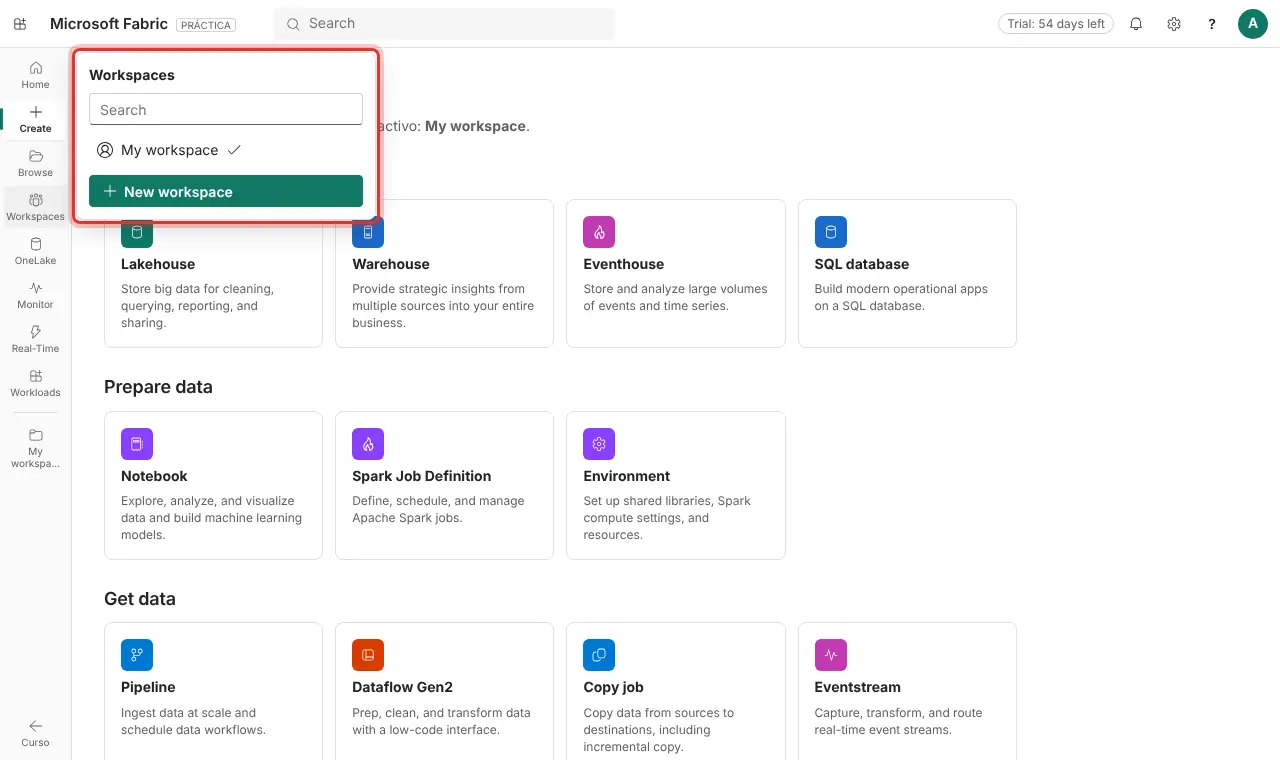 Microsoft Fabric PRÁCTICA
Search
Trial: 54 days left
?
A
Home
Create
Browse
Workspaces
OneLake
Monitor
Real-Time
Workloads
My
workspa...
Curso
Workspaces
Search
My workspace
New workspace
activo: My workspace.
Lakehouse
Store big data for cleaning,
querying, reporting, and
sharing.
Warehouse
Provide strategic insights from
multiple sources into your entire
business.
Eventhouse
Store and analyze large volumes
of events and time series.
SQL database
Build modern operational apps
on a SQL database.
Prepare data
Notebook
Explore, analyze, and visualize
data and build machine learning
models.
Spark Job Definition
Define, schedule, and manage
Apache Spark jobs.
Environment
Set up shared libraries, Spark
compute settings, and
resources.
Get data
Pipeline
Ingest data at scale and
schedule data workflows.
Dataflow Gen2
Prep, clean, and transform data
with a low-code interface.
Copy job
Copy data from sources to
destinations, including
incremental copy.
Eventstream
Capture, transform, and route
real-time event streams.